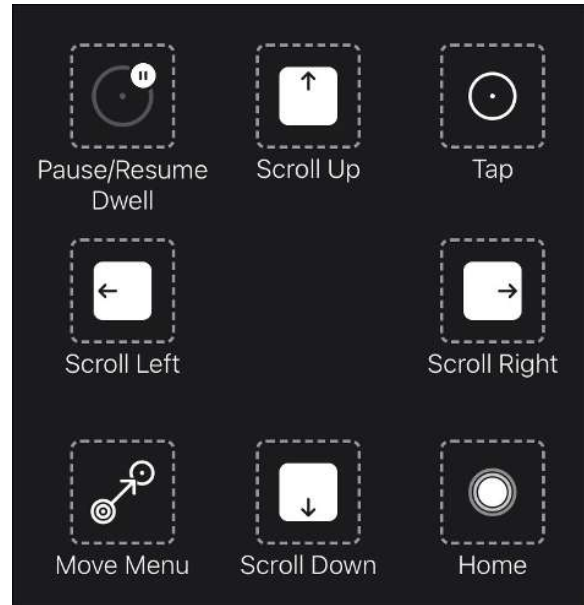 Pause/Resume
Dwell
Scroll Up
Tap
Scroll Left
Scroll Right
Move Menu
Scroll Down
Home